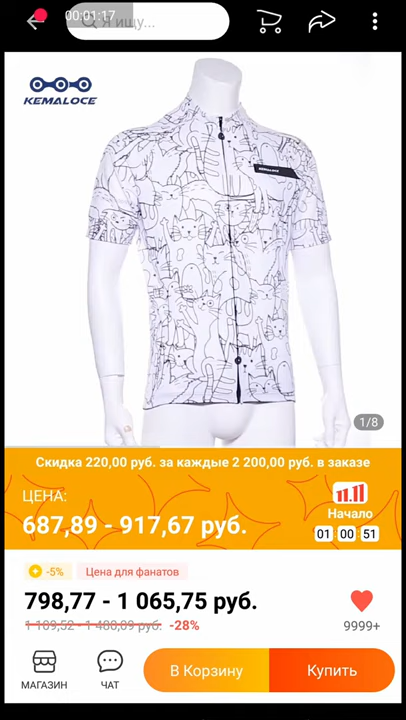 00:01:17
Я ищу...
KEMALOCE
KEMALOCE
1/8
Скидка 220,00 руб. за каждые 2 200,00 руб. в заказе
ЦЕНА:
687,89 - 917,67 руб.
11.11
Начало
01 00 51
-5% Цена для фанатов
798,77 - 1 065,75 руб.
1 109,52 - 1 480,09 руб. -28%
9999+
МАГАЗИН
ЧАТ
В Корзину
Купить